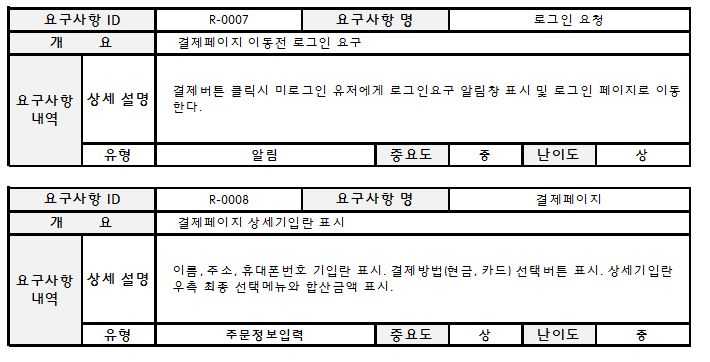 요구사항 ID R-0007 요구사항 명 로그인 요청
개 요 결제페이지 이동전 로그인 요구
요구사항 내역 상세 설명 결제버튼 클릭시 미로그인 유저에게 로그인요구 알림창 표시 및 로그인 페이지로 이동
한다.
유형 알림 중요도 중 난이도 상
요구사항 ID R-0008 요구사항 명 결제페이지
개 요 결제페이지 상세기입란 표시
요구사항 내역 상세 설명 이름, 주소, 휴대폰번호 기입란 표시. 결제방법(현금, 카드) 선택버튼 표시. 상세기입란
우측 최종 선택메뉴와 합산금액 표시.
유형 주문정보입력 중요도 상 난이도 중